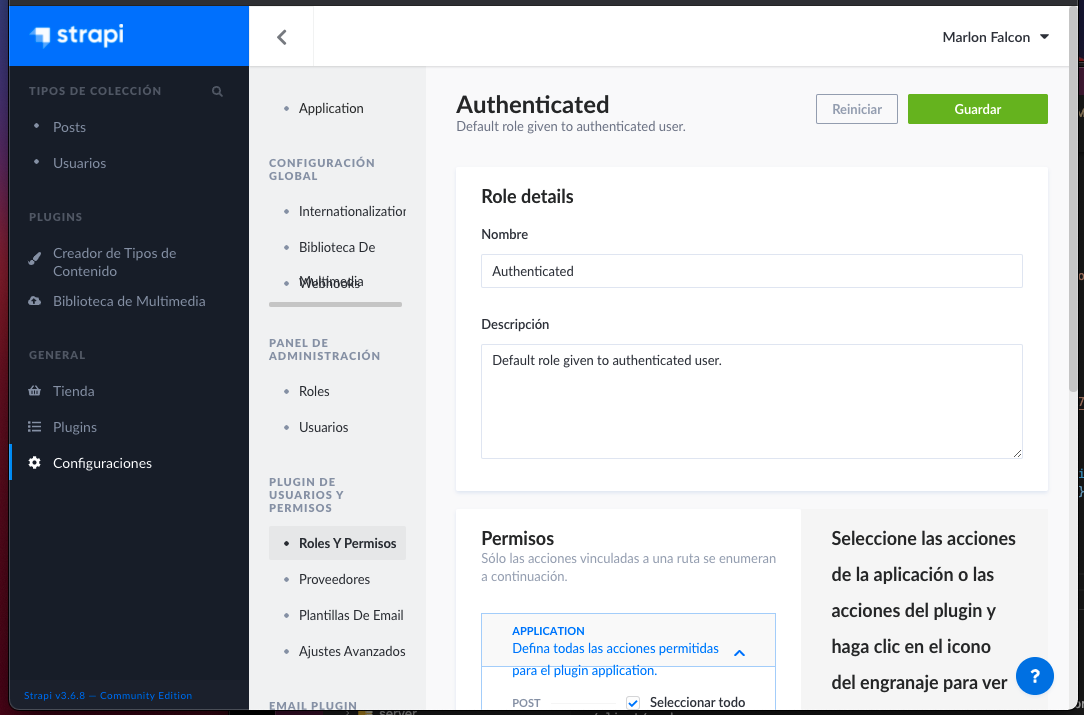 strapi
Marlon Falcon
TIPOS DE COLECCIÓN
Posts
Usuarios
PLUGINS
Creador de Tipos de
Contenido
Biblioteca de Multimedia
GENERAL
Tienda
Plugins
Configuraciones
Strapi v3.6.8 — Community Edition
Application
CONFIGURACIÓN
GLOBAL
Internationalization
Biblioteca De
Multimedia
Webhooks
PANEL DE
ADMINISTRACIÓN
Roles
Usuarios
PLUGIN DE
USUARIOS Y
PERMISOS
Roles Y Permisos
Proveedores
Plantillas De Email
Ajustes Avanzados
EMAIL PLUGIN
Authenticated
Default role given to authenticated user.
Reiniciar
Guardar
Role details
Nombre
Authenticated
Descripción
Default role given to authenticated user.
Permisos
Sólo las acciones vinculadas a una ruta se enumeran
a continuación.
APPLICATION
Defina todas las acciones permitidas
para el plugin application.
POST
Seleccionar todo
Seleccione las acciones
de la aplicación o las
acciones del plugin y
haga clic en el icono
del engranaje para ver
?
server